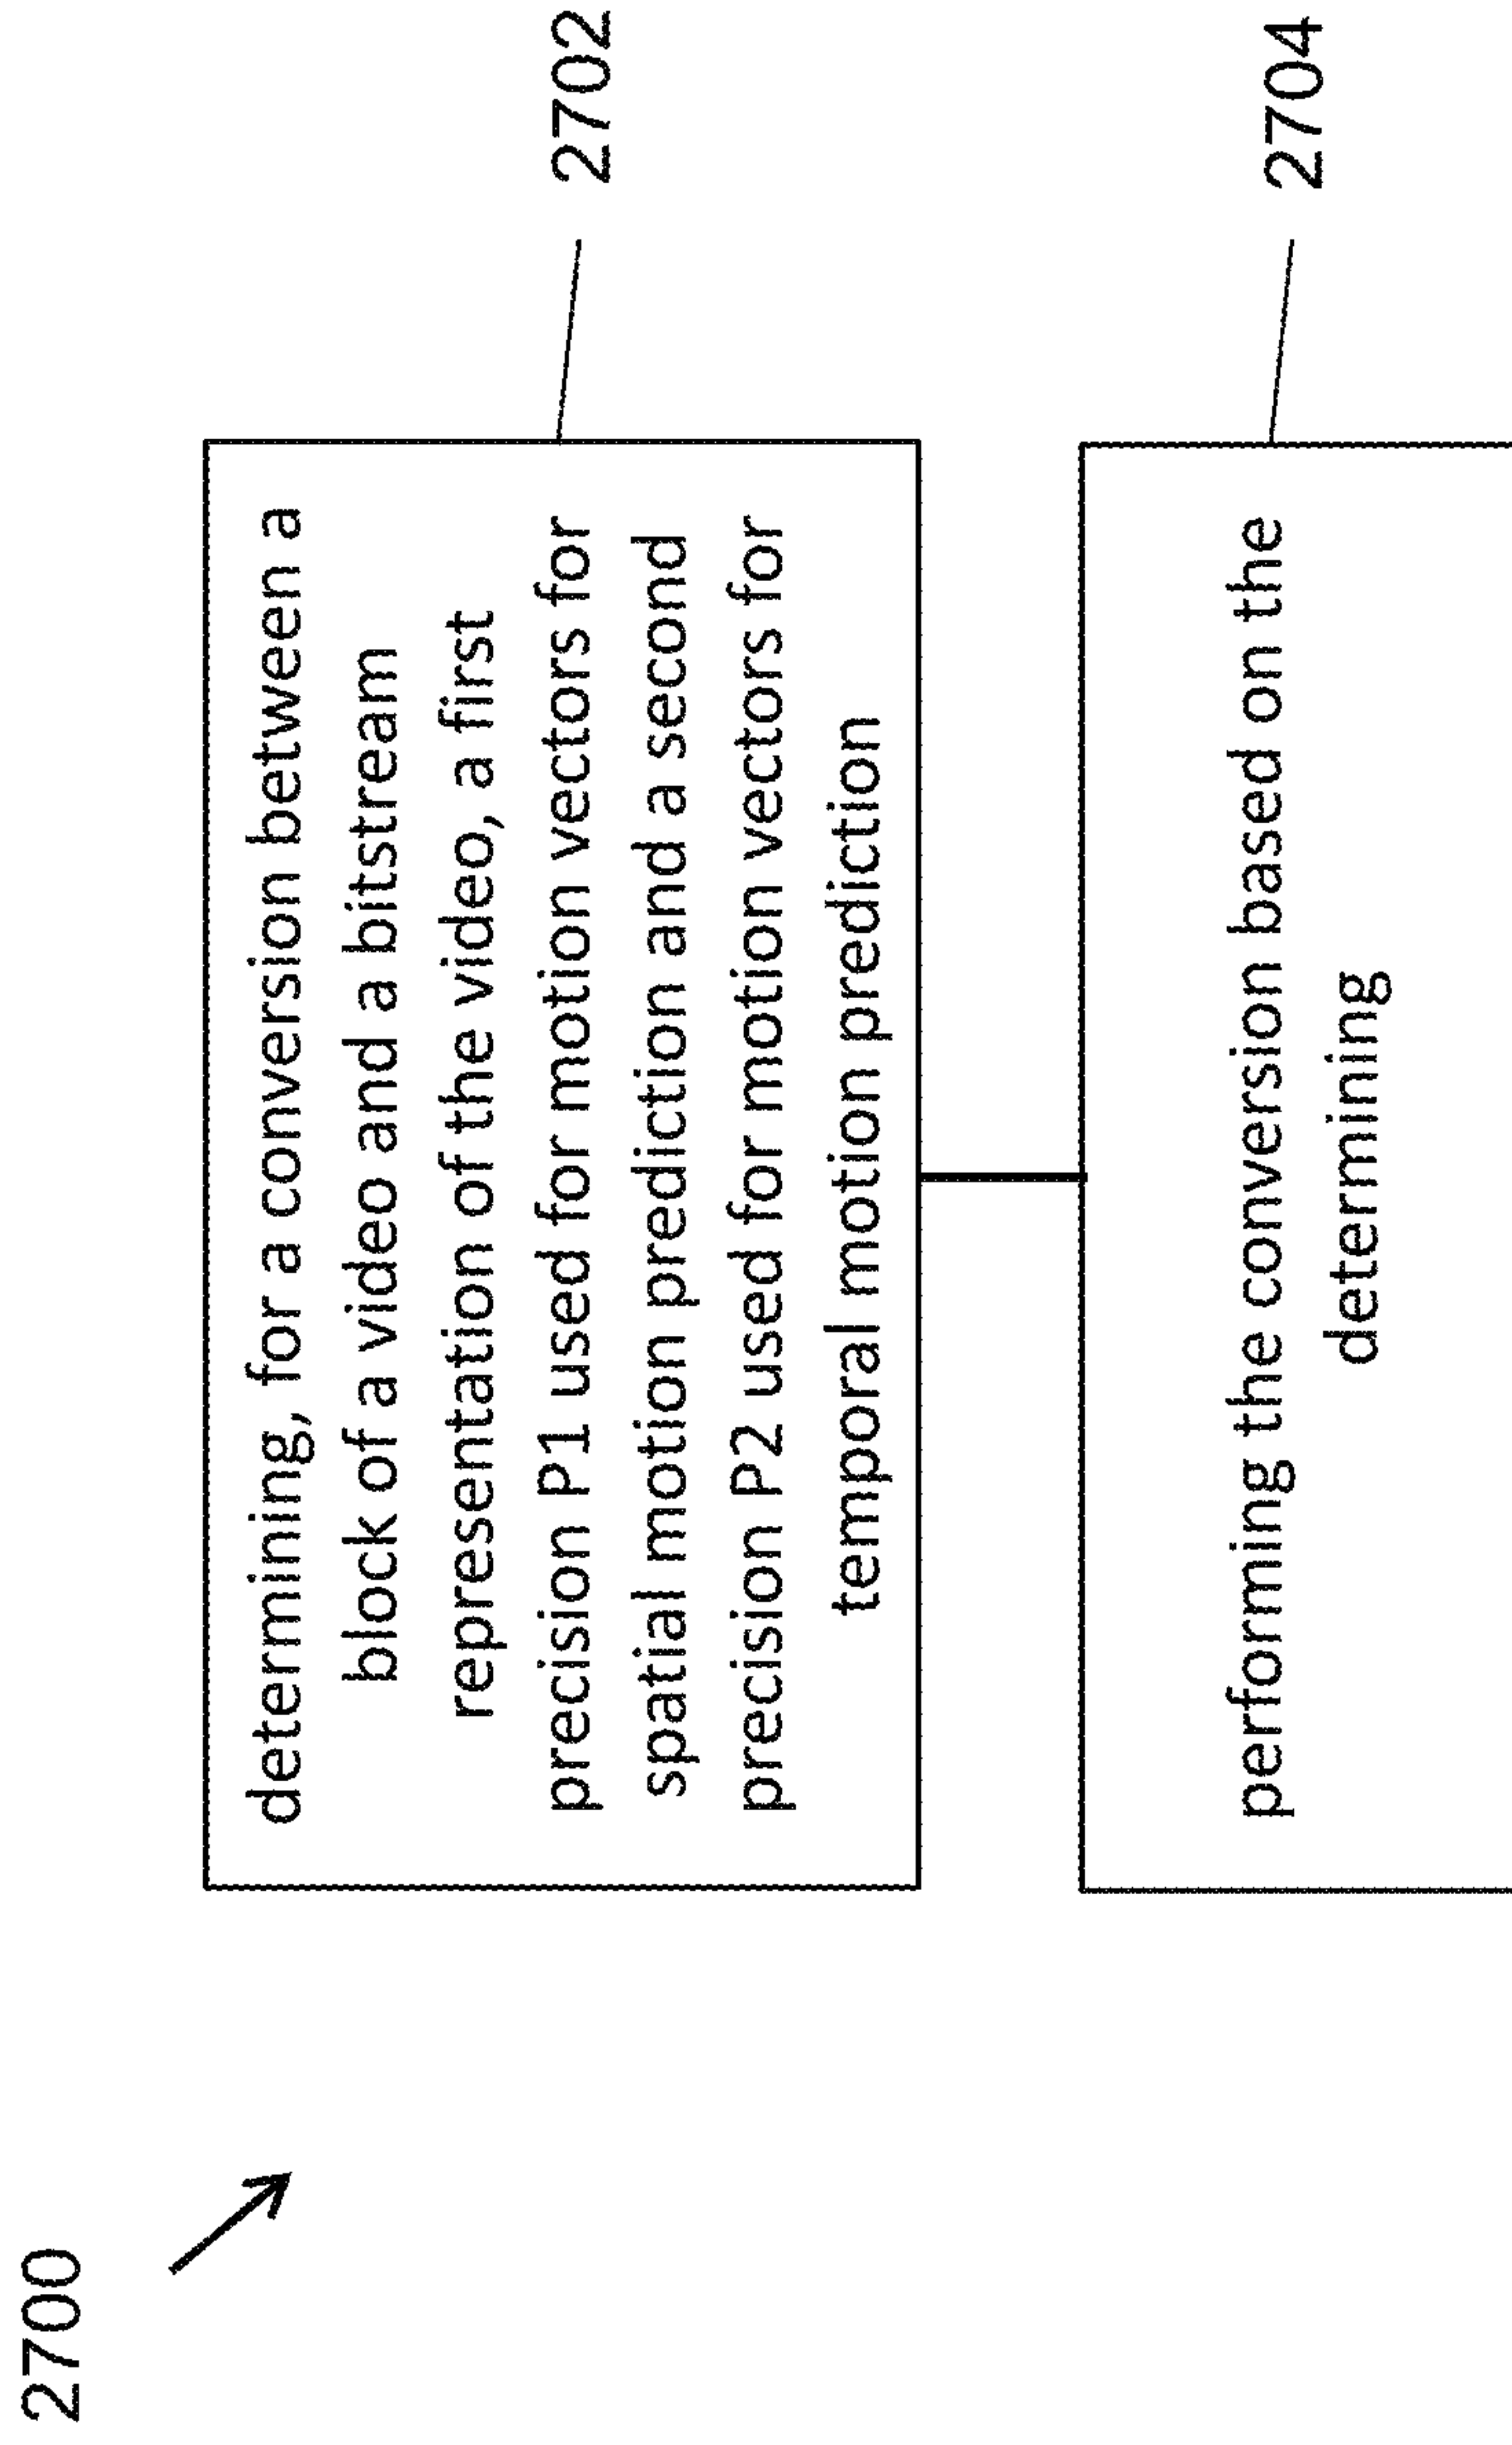 2700
determining, for a conversion between a
block of a video and a bitstream
representation of the video, a first
precision P1 used for motion vectors for
spatial motion prediction and a second
precision P2 used for motion vectors for
temporal motion prediction
2702
performing the conversion based on the
determining
2704